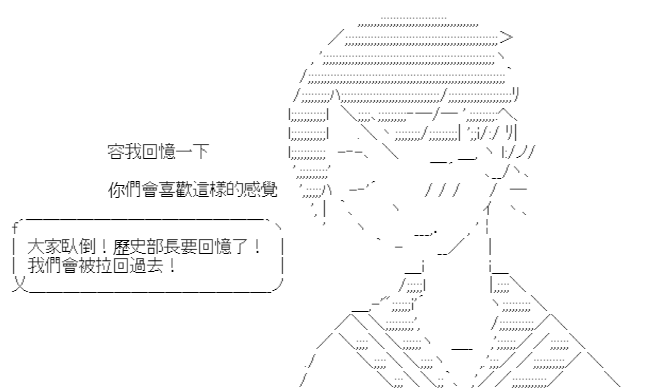 容我回憶一下
你們會喜歡這樣的感覺
大家臥倒！歷史部長要回憶了！
我們會被拉回過去！